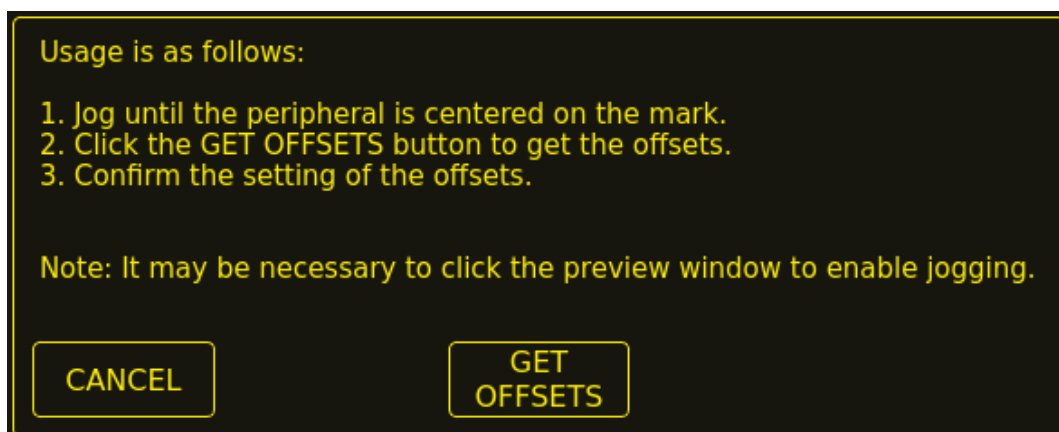 Usage is as follows:
1. Jog until the peripheral is centered on the mark.
2. Click the GET OFFSETS button to get the offsets.
3. Confirm the setting of the offsets.
Note: It may be necessary to click the preview window to enable jogging.
CANCEL
GET
OFFSETS